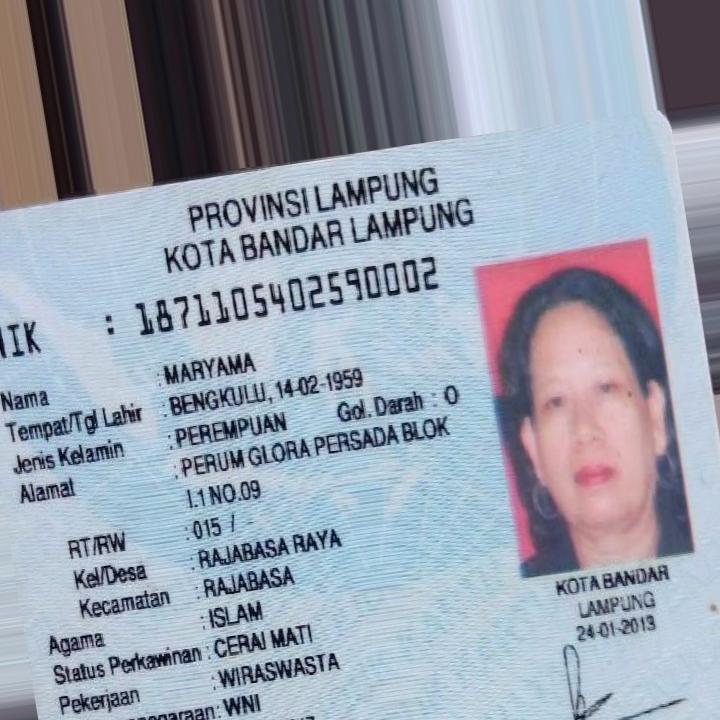 PROVINSI LAMPUNG
KOTA BANDAR LAMPUNG
NIK : 1871105402590002
Nama : MARYAMA
Tempat/Tgl Lahir : BENGKULU, 14-02-1959
Jenis Kelamin : PEREMPUAN Gol. Darah : O
Alamat : PERUM GLORA PERSADA BLOK
I.1 NO.09
RT/RW : 015 / -
Kel/Desa : RAJABASA RAYA
Kecamatan : RAJABASA
Agama : ISLAM
Status Perkawinan : CERAI MATI
Pekerjaan : WIRASWASTA
: WNI
KOTA BANDAR
LAMPUNG
24-01-2013